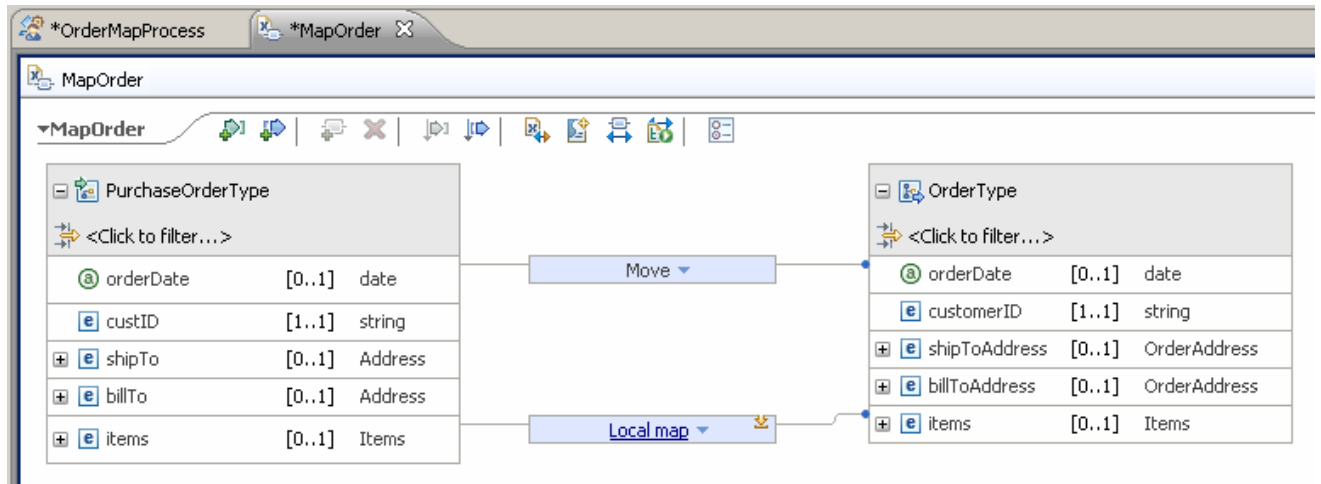 *OrderMapProcess *MapOrder
MapOrder
MapOrder
PurchaseOrderType
<Click to filter...>
a orderDate [0..1] date
e custID [1..1] string
e shipTo [0..1] Address
e billTo [0..1] Address
e items [0..1] Items
Move
Local map
OrderType
<Click to filter...>
a orderDate [0..1] date
e customerID [1..1] string
e shipToAddress [0..1] OrderAddress
e billToAddress [0..1] OrderAddress
e items [0..1] Items